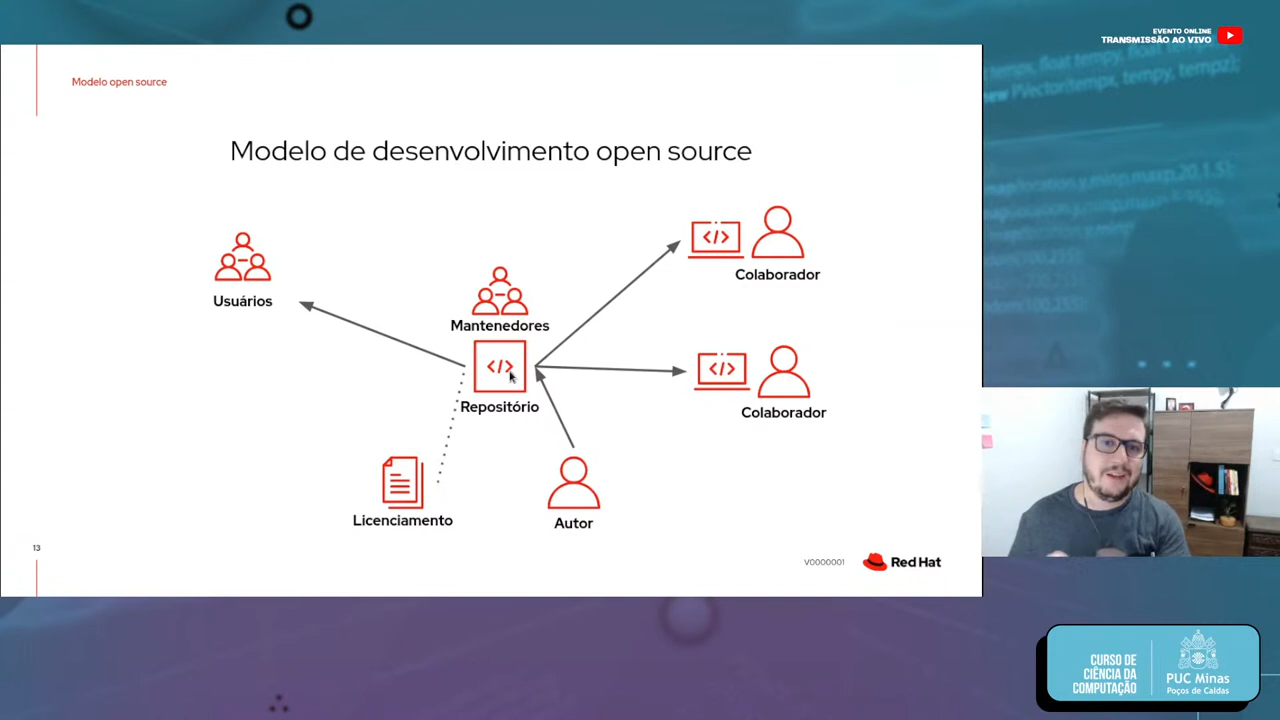 EVENTO ONLINE
TRANSMISSÃO AO VIVO
Modelo open source
Modelo de desenvolvimento open source
Usuários
Mantenedores
</>
Repositório
</>
Colaborador
</>
Colaborador
Licenciamento
Autor
13
V0000001
Red Hat
CURSO DE
CIÊNCIA DA
COMPUTAÇÃO
PUC Minas
Poços de Caldas